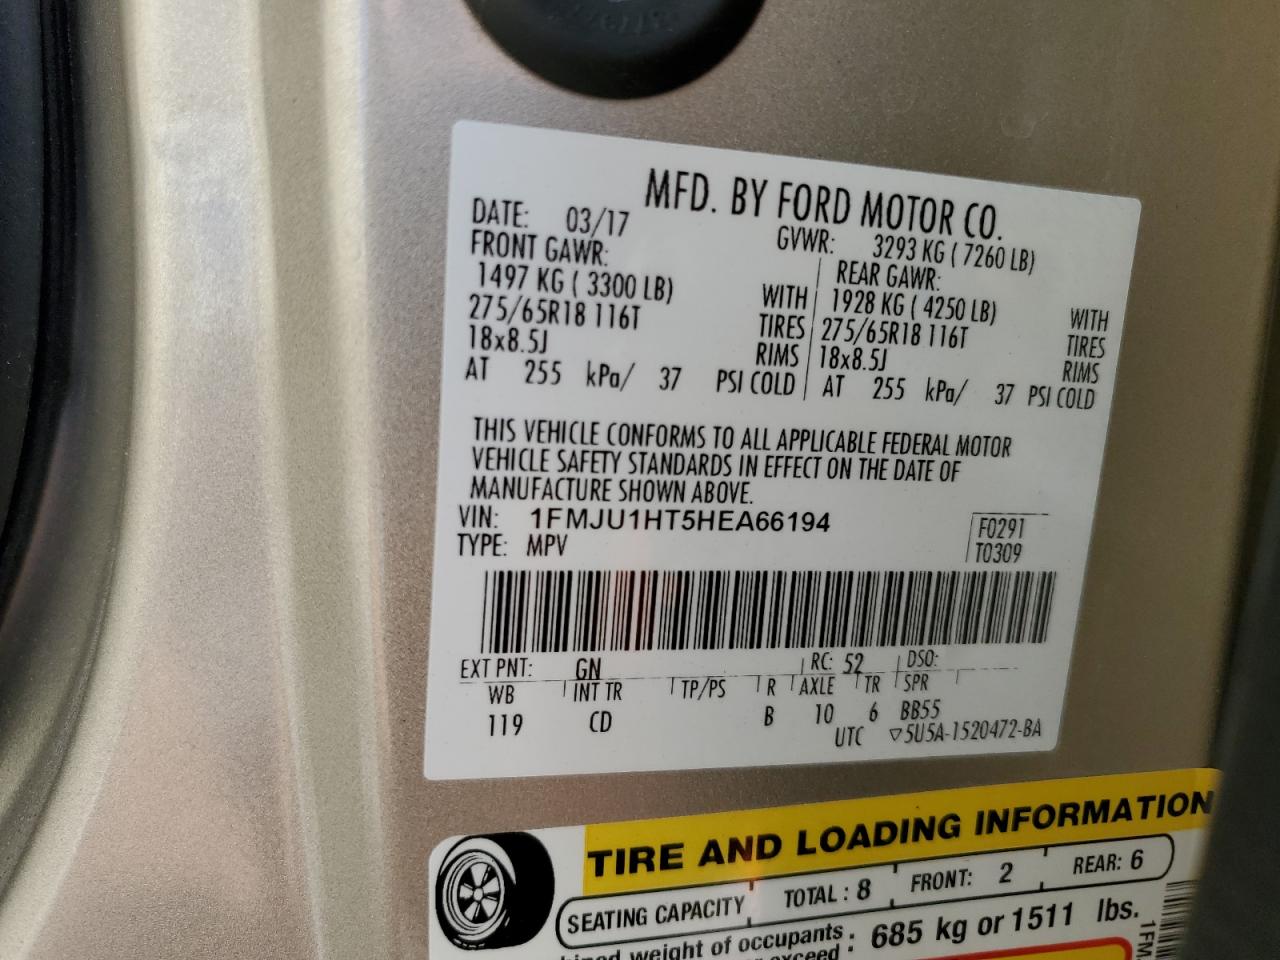 MFD. BY FORD MOTOR CO.
DATE: 03/17 GVWR: 3293 KG ( 7260 LB)
FRONT GAWR: REAR GAWR:
1497 KG ( 3300 LB) WITH 1928 KG ( 4250 LB) WITH
275/65R18 116T TIRES 275/65R18 116T TIRES
18x8.5J RIMS 18x8.5J RIMS
AT 255 kPa/ 37 PSI COLD AT 255 kPa/ 37 PSI COLD
THIS VEHICLE CONFORMS TO ALL APPLICABLE FEDERAL MOTOR
VEHICLE SAFETY STANDARDS IN EFFECT ON THE DATE OF
MANUFACTURE SHOWN ABOVE.
VIN: 1FMJU1HT5HEA66194 F0291
TYPE: MPV T0309
EXT PNT: GN RC: 52 DSO:
WB INT TR TP/PS R AXLE TR SPR
119 CD B 10 6 BB55
UTC ▽5U5A-1520472-BA
TIRE AND LOADING INFORMATION
SEATING CAPACITY TOTAL : 8 FRONT: 2 REAR: 6
weight of occupants : 685 kg or 1511 lbs.
exceed :
1FM